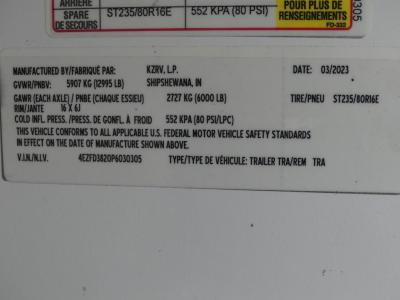 ARRIÈRE
SPARE
DE SECOURS
ST235/80R16E
552 KPA (80 PSI)
POUR PLUS DE
RENSEIGNEMENTS
FD-332
0305
MANUFACTURED BY/FABRIQUÉ PAR: KZRV, L.P. DATE: 03/2023
GVWR/PNBV: 5907 KG (12995 LB) SHIPSHEWANA, IN
GAWR (EACH AXLE) / PNBE (CHAQUE ESSIEU) 2727 KG (6000 LB) TIRE/PNEU ST235/80R16E
RIM/JANTE 16 X 6J
COLD INFL. PRESS./PRESS. DE GONFL. À FROID 552 KPA (80 PSI/LPC)
THIS VEHICLE CONFORMS TO ALL APPLICABLE U.S. FEDERAL MOTOR VEHICLE SAFETY STANDARDS
IN EFFECT ON THE DATE OF MANUFACTURE SHOWN ABOVE.
V.I.N./N.I.V. 4EZFD3820P6030305 TYPE/TYPE DE VÉHICULE: TRAILER TRA/REM TRA